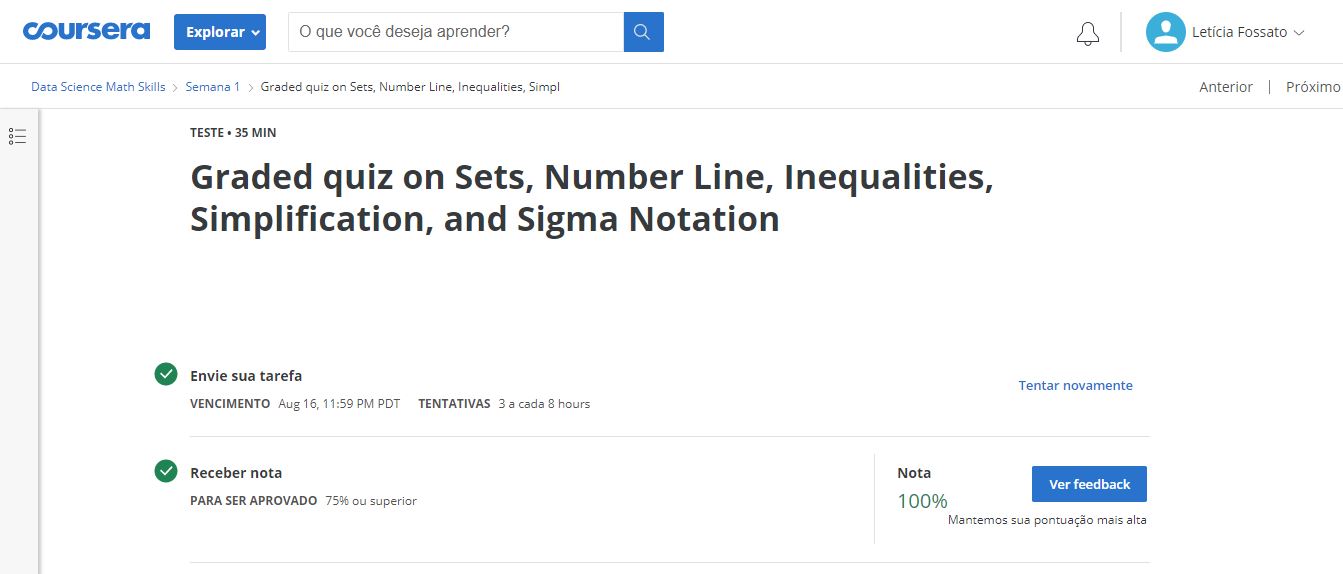 coursera Explorar O que você deseja aprender? Letícia Fossato
Data Science Math Skills > Semana 1 > Graded quiz on Sets, Number Line, Inequalities, Simpl Anterior | Próximo
TESTE • 35 MIN
Graded quiz on Sets, Number Line, Inequalities,
Simplification, and Sigma Notation
Envie sua tarefa
Tentar novamente
VENCIMENTO Aug 16, 11:59 PM PDT TENTATIVAS 3 a cada 8 hours
Receber nota
PARA SER APROVADO 75% ou superior
Nota
100%
Ver feedback
Mantemos sua pontuação mais alta